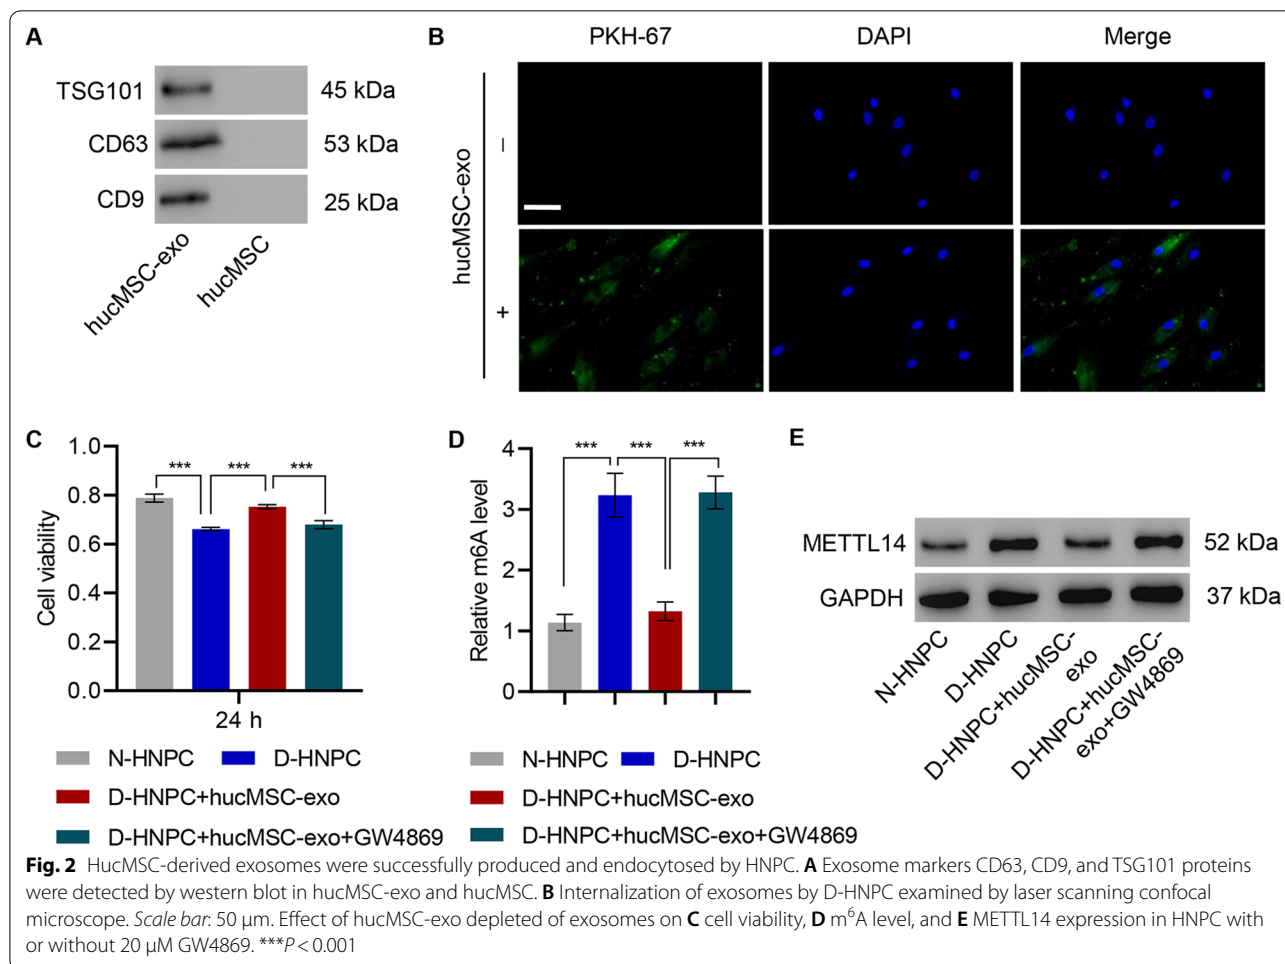 A
TSG101 45 kDa
CD63 53 kDa
CD9 25 kDa
hucMSC-exo
hucMSC
B
PKH-67 DAPI Merge
hucMSC-exo
−
+
C
Cell viability
1.0
0.8
0.6
0.4
0.2
0.0
*** *** ***
24 h
N-HNPC D-HNPC
D-HNPC+hucMSC-exo
D-HNPC+hucMSC-exo+GW4869
D
Relative m6A level
4
3
2
1
0
*** *** ***
N-HNPC D-HNPC
D-HNPC+hucMSC-exo
D-HNPC+hucMSC-exo+GW4869
E
METTL14 52 kDa
GAPDH 37 kDa
N-HNPC
D-HNPC
D-HNPC+hucMSC-
exo
D-HNPC+hucMSC-
exo+GW4869
Fig. 2 HucMSC-derived exosomes were successfully produced and endocytosed by HNPC. A Exosome markers CD63, CD9, and TSG101 proteins
were detected by western blot in hucMSC-exo and hucMSC. B Internalization of exosomes by D-HNPC examined by laser scanning confocal
microscope. Scale bar: 50 μm. Effect of hucMSC-exo depleted of exosomes on C cell viability, D m⁶A level, and E METTL14 expression in HNPC with
or without 20 μM GW4869. ***P < 0.001